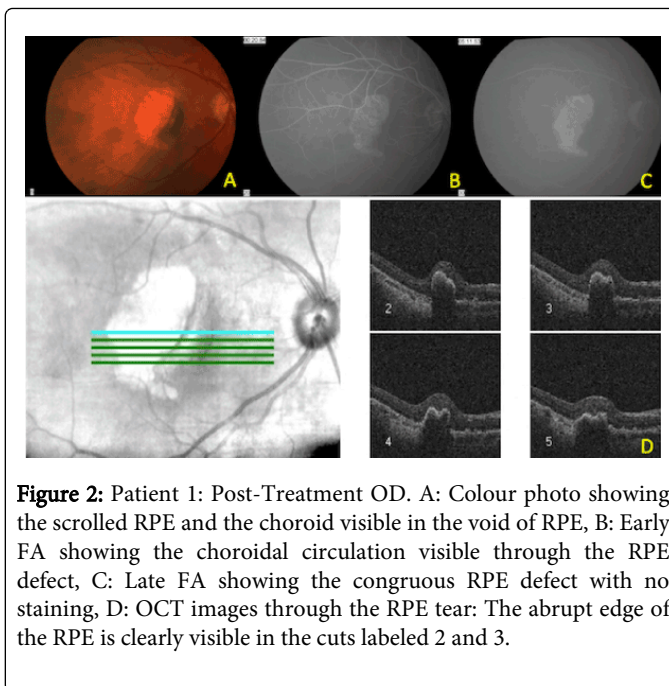 A
B
C
2
3
4
5
D
Figure 2: Patient 1: Post-Treatment OD. A: Colour photo showing
the scrolled RPE and the choroid visible in the void of RPE, B: Early
FA showing the choroidal circulation visible through the RPE
defect, C: Late FA showing the congruous RPE defect with no
staining, D: OCT images through the RPE tear: The abrupt edge of
the RPE is clearly visible in the cuts labeled 2 and 3.